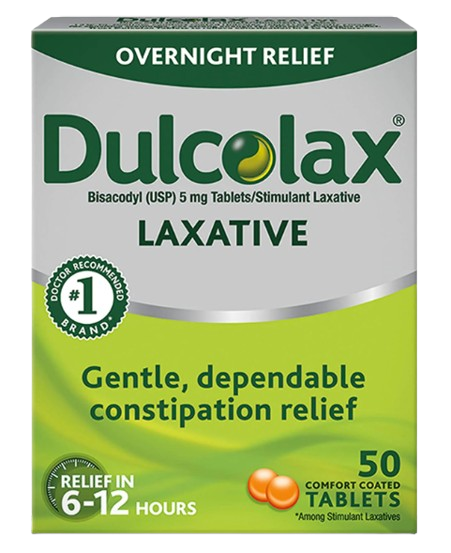 OVERNIGHT RELIEF
Dulcolax®
Bisacodyl (USP) 5 mg Tablets/Stimulant Laxative
LAXATIVE
DOCTOR RECOMMENDED
#1
BRAND*
Gentle, dependable
constipation relief
RELIEF IN
6-12 HOURS
50
COMFORT COATED
TABLETS
*Among Stimulant Laxatives